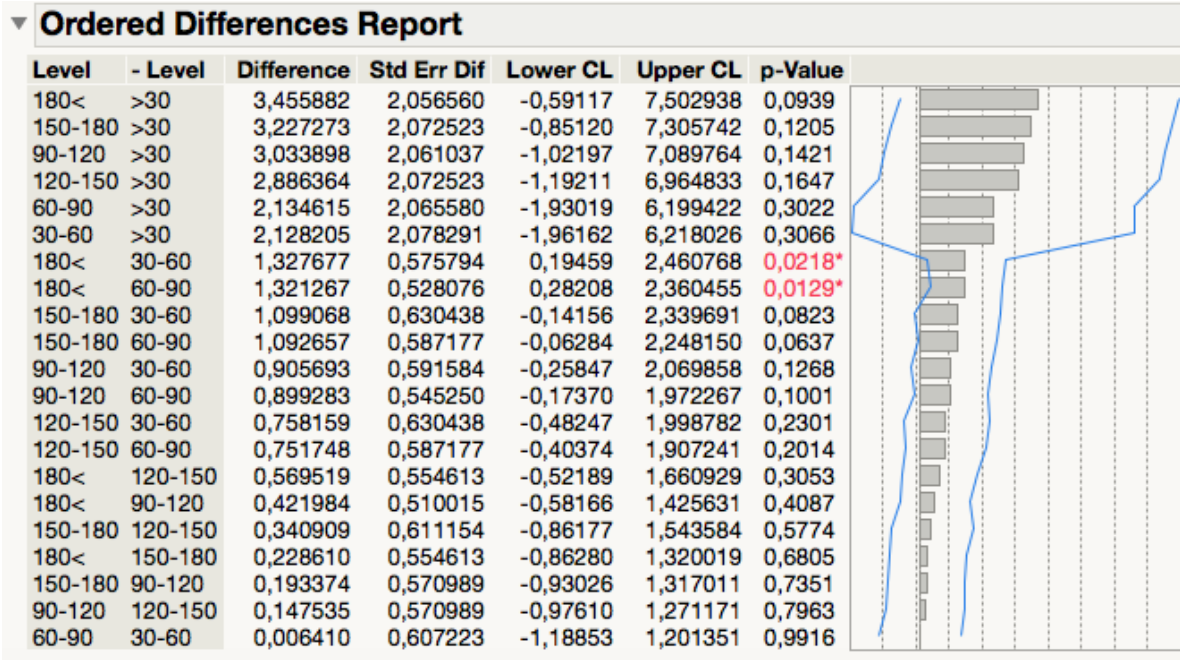 Ordered Differences Report
Level - Level Difference Std Err Dif Lower CL Upper CL p-Value
180< >30 3,455882 2,056560 -0,59117 7,502938 0,0939
150-180 >30 3,227273 2,072523 -0,85120 7,305742 0,1205
90-120 >30 3,033898 2,061037 -1,02197 7,089764 0,1421
120-150 >30 2,886364 2,072523 -1,19211 6,964833 0,1647
60-90 >30 2,134615 2,065580 -1,93019 6,199422 0,3022
30-60 >30 2,128205 2,078291 -1,96162 6,218026 0,3066
180< 30-60 1,327677 0,575794 0,19459 2,460768 0,0218*
180< 60-90 1,321267 0,528076 0,28208 2,360455 0,0129*
150-180 30-60 1,099068 0,630438 -0,14156 2,339691 0,0823
150-180 60-90 1,092657 0,587177 -0,06284 2,248150 0,0637
90-120 30-60 0,905693 0,591584 -0,25847 2,069858 0,1268
90-120 60-90 0,899283 0,545250 -0,17370 1,972267 0,1001
120-150 30-60 0,758159 0,630438 -0,48247 1,998782 0,2301
120-150 60-90 0,751748 0,587177 -0,40374 1,907241 0,2014
180< 120-150 0,569519 0,554613 -0,52189 1,660929 0,3053
180< 90-120 0,421984 0,510015 -0,58166 1,425631 0,4087
150-180 120-150 0,340909 0,611154 -0,86177 1,543584 0,5774
180< 150-180 0,228610 0,554613 -0,86280 1,320019 0,6805
150-180 90-120 0,193374 0,570989 -0,93026 1,317011 0,7351
90-120 120-150 0,147535 0,570989 -0,97610 1,271171 0,7963
60-90 30-60 0,006410 0,607223 -1,18853 1,201351 0,9916